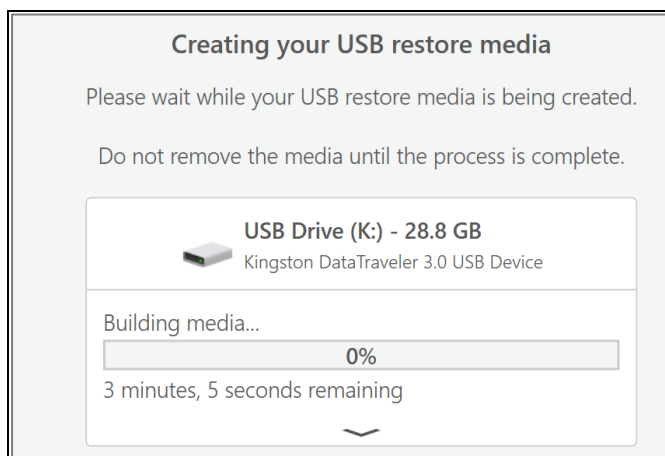 Creating your USB restore media
Please wait while your USB restore media is being created.
Do not remove the media until the process is complete.
USB Drive (K:) - 28.8 GB
Kingston DataTraveler 3.0 USB Device
Building media...
0%
3 minutes, 5 seconds remaining